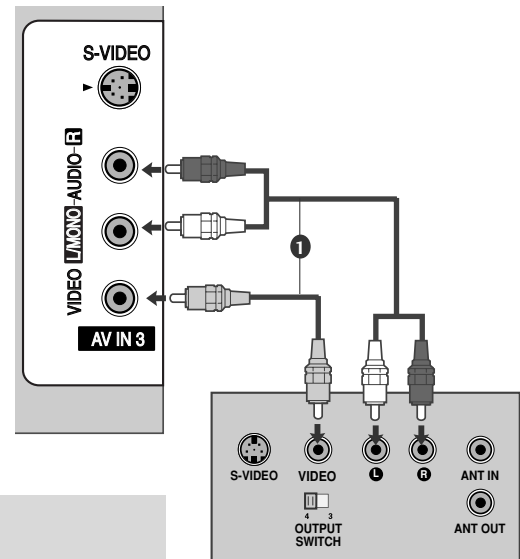 S-VIDEO
VIDEO L/MONO-AUDIO-R
AV IN 3
1
S-VIDEO
VIDEO
L
R
ANT IN
4 3
OUTPUT
SWITCH
ANT OUT